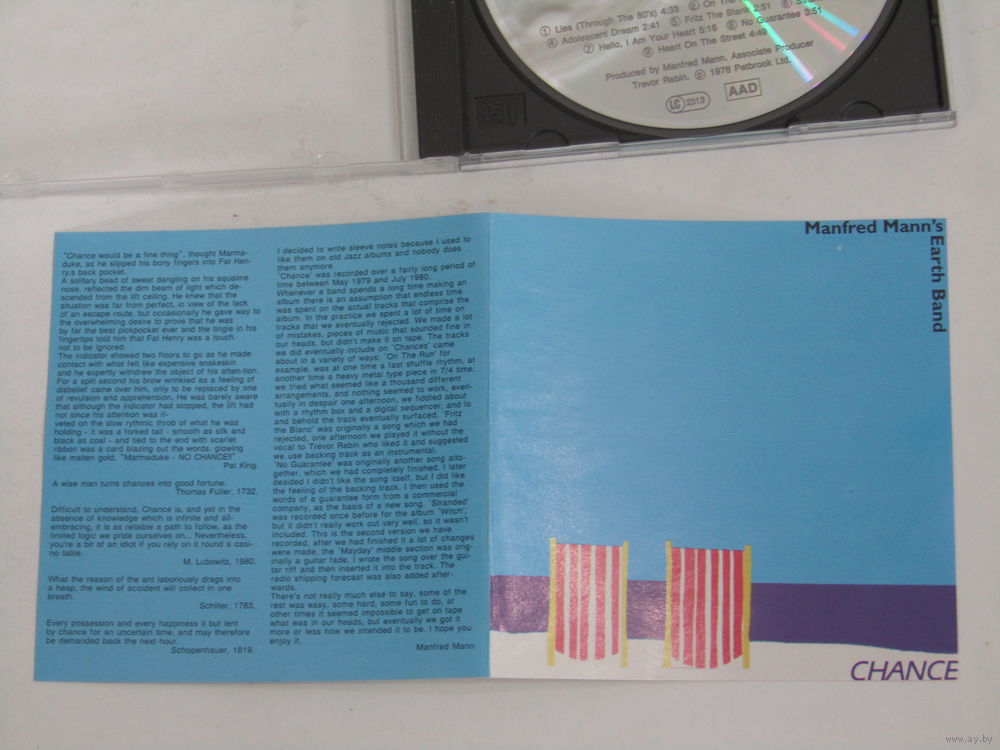 ① Lies (Through The 80's) 4:33 ② On The
④ Adolescent Dream 2:41 ⑤ Fritz The Blank 2:51 ⑥
⑦ Hello, I Am Your Heart 5:16 ⑧ No Guarantee 3:51
⑨ Heart On The Street 4:49
Produced by Manfred Mann. Associate Producer
Trevor Rabin. ℗ 1976 Petbrook Ltd.
LC 2313 AAD
"Chance would be a fine thing", thought Marma-
duke, as he slipped his bony fingers into Fat Hen-
ry;s back pocket.
A solitary bead of sweat dangling on his aqualine
nose, reflected the dim beam of light which de-
scended from the lift ceiling. He knew that the
situation was far from perfect, in view of the lack
of an escape route, but occasionally he gave way to
the overwhelming desire to prove that he was
by far the best pickpocket ever and the tingle in his
fingertips told him that Fat Henry was a touch
not to be ignored.
The indicator showed two floors to go as he made
contact with what felt like expensive snakeskin
and he expertly withdrew the object of his atten-tion.
For a split second his brow wrinkled as a feeling of
disbelief came over him, only to be replaced by one
of revulsion and apprehension. He was barely aware
that although the indicator had stopped, the lift had
not since his attention was ri-
veted on the slow rythmic throb of what he was
holding - it was a forked tail - smooth as silk and
black as coal - and tied to the end with scarlet
ribbon was a card blazing out the words, glowing
like malten gold, "Marmaduke - NO CHANCE!!"
Pat King.
A wise man turns chances into good fortune.
Thomas Fuller, 1732.
Difficult to understand, Chance is, and yet in the
absence of knowledge which is infinite and all-
embracing, it is as reliable a path to follow, as the
limited logic we pride ourselves on... Nevertheless,
you're a bit of an idiot if you rely on it round a casi-
no table.
M. Lubowitz, 1980.
What the reason of the ant laboriously drags into
a heap, the wind of accident will collect in one
breath.
Schiller, 1783.
Every possession and every happiness it but lent
by chance for an uncertain time, and may therefore
be demanded beck the next hour.
Schopenhauer, 1819.
I decided to write sleeve notes because I used to
like them on old Jazz albums and nobody does
them anymore.
'Chance' was recorded over a fairly long period of
time between May 1979 and July 1980.
Whenever a band spends a long time making an
album there is an assumption that endless time
was spent on the actual tracks that comprise the
album. In the practice we spent a lot of time on
tracks that we eventually rejected. We made a lot
of mistakes, pieces of music that sounded fine in
our heads, but didn't make it on tape. The tracks
we did eventually include on 'Chances' came
about in a variety of ways: 'On The Run' for
example, was at one time a fast shuffle rhythm, at
another time a heavy metal type piece in 7/4 time,
we tried what seemed like a thousand different
arrangements, and nothing seemed to work, even-
tually in despair one afternoon, we fiddled about
with a rhythm box and a digital sequencer, and lo
and behold the track eventually surfaced. 'Fritz
the Blanc' was originally a song which we had
rejected, one afternoon we played it without the
vocal to Trevor Rabin who liked it and suggested
we use backing track as an instrumental.
'No Guarantee' was originally another song alto-
gether, which we had completely finished. I later
desided I didn't like the song itself, but I did like
the feeling of the backing track. I then used the
words of a guarantee form from a commercial
company, as the basis of a new song. 'Stranded'
was recorded once before for the album 'Witch',
but it didn't really work out very well, so it wasn't
included. This is the second version we have
recorded, after we had finished it a lot of changes
were made, the 'Mayday' middle section was orig-
inally a guitar fade, I wrote the song over the gui-
tar riff and then inserted it into the track. The
radio shipping forecast was also added after-
wards.
There's not really much else to say, some of the
rest was easy, some hard, some fun to do, at
other times it seemed impossible to get on tape
what was in our heads, but eventually we got it
more or less how we intended it to be. I hope you
enjoy it.
Manfred Mann
Manfred Mann's
Earth Band
CHANCE
www.ay.by